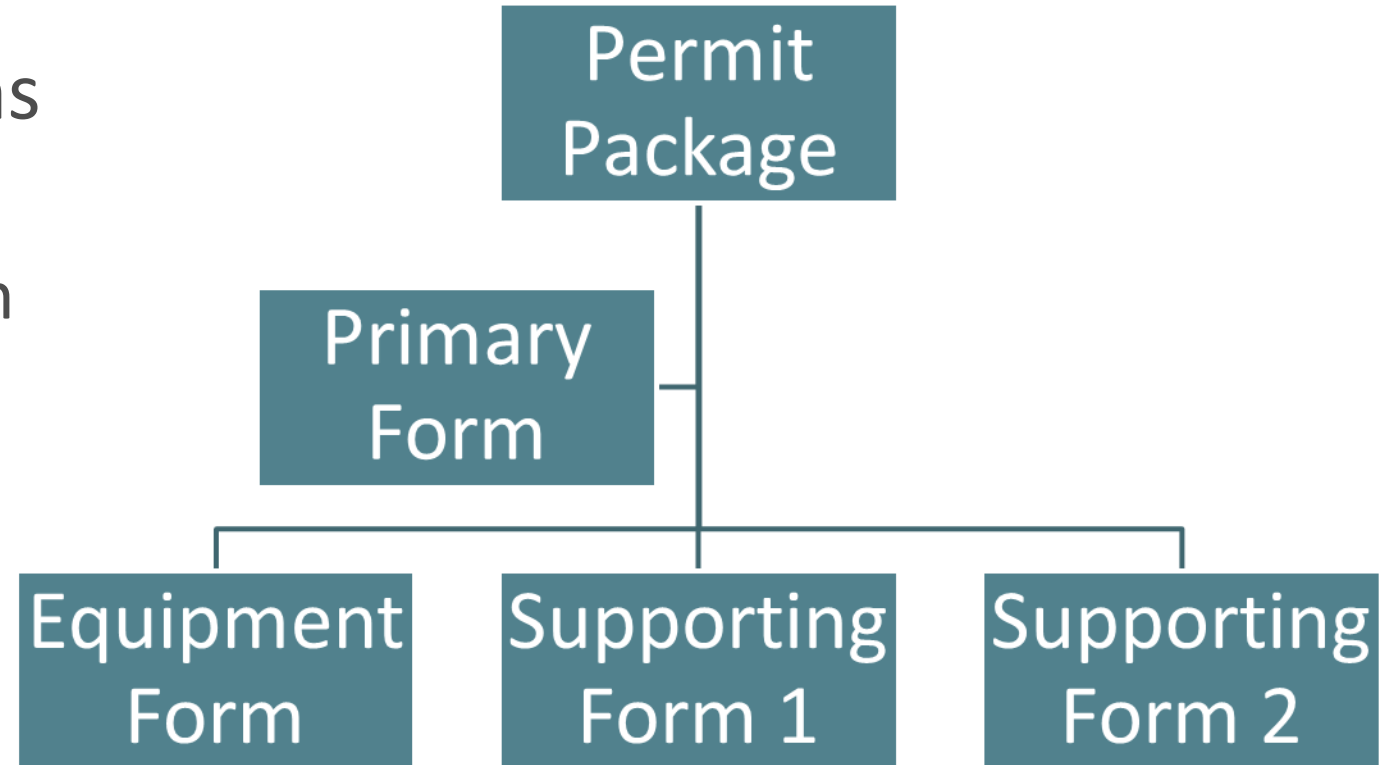 Permit
Package
Primary
Form
Equipment
Form
Supporting
Form 1
Supporting
Form 2